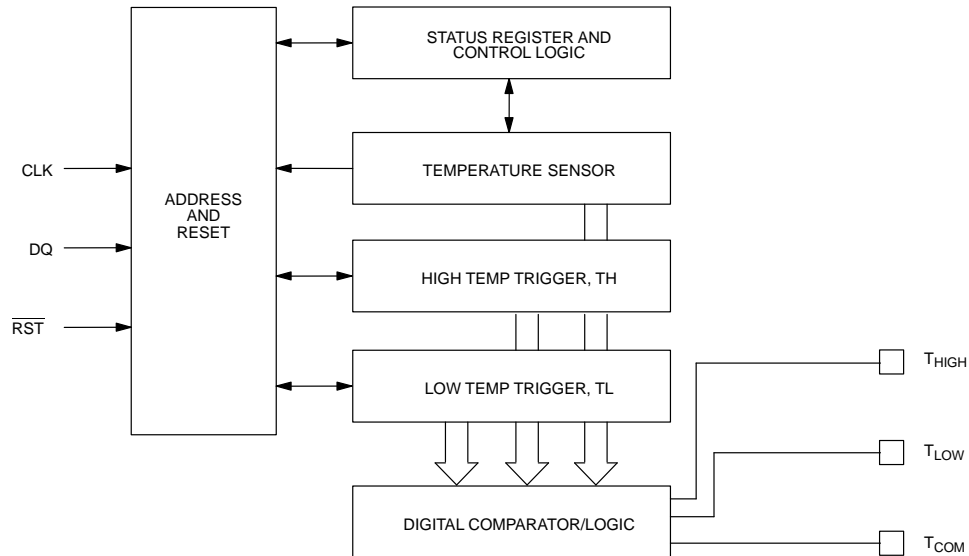 STATUS REGISTER AND
CONTROL LOGIC
CLK
TEMPERATURE SENSOR
ADDRESS
AND
RESET
DQ
HIGH TEMP TRIGGER, TH
RST
LOW TEMP TRIGGER, TL
THIGH
TLOW
DIGITAL COMPARATOR/LOGIC
TCOM